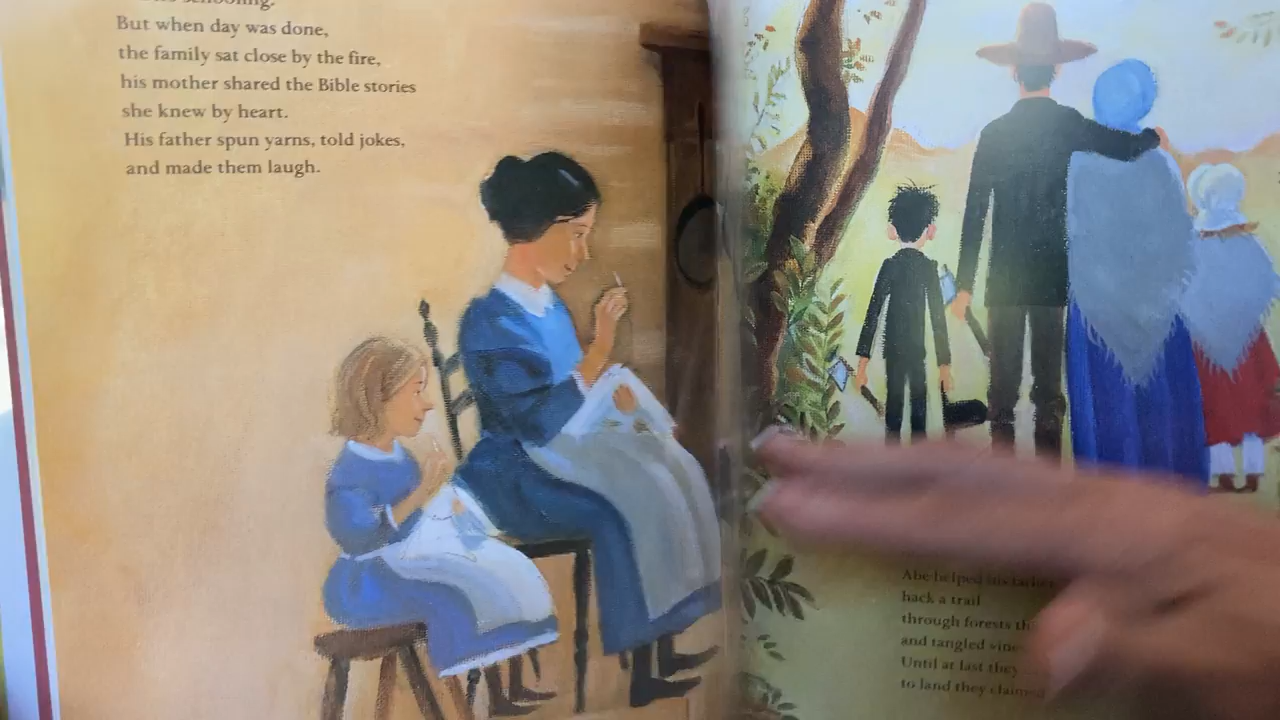 schooling.
But when day was done,
the family sat close by the fire,
his mother shared the Bible stories
she knew by heart.
His father spun yarns, told jokes,
and made them laugh.
Abe helped his father
hack a trail
through forests
and tangled
Until at last they
to land they claimed